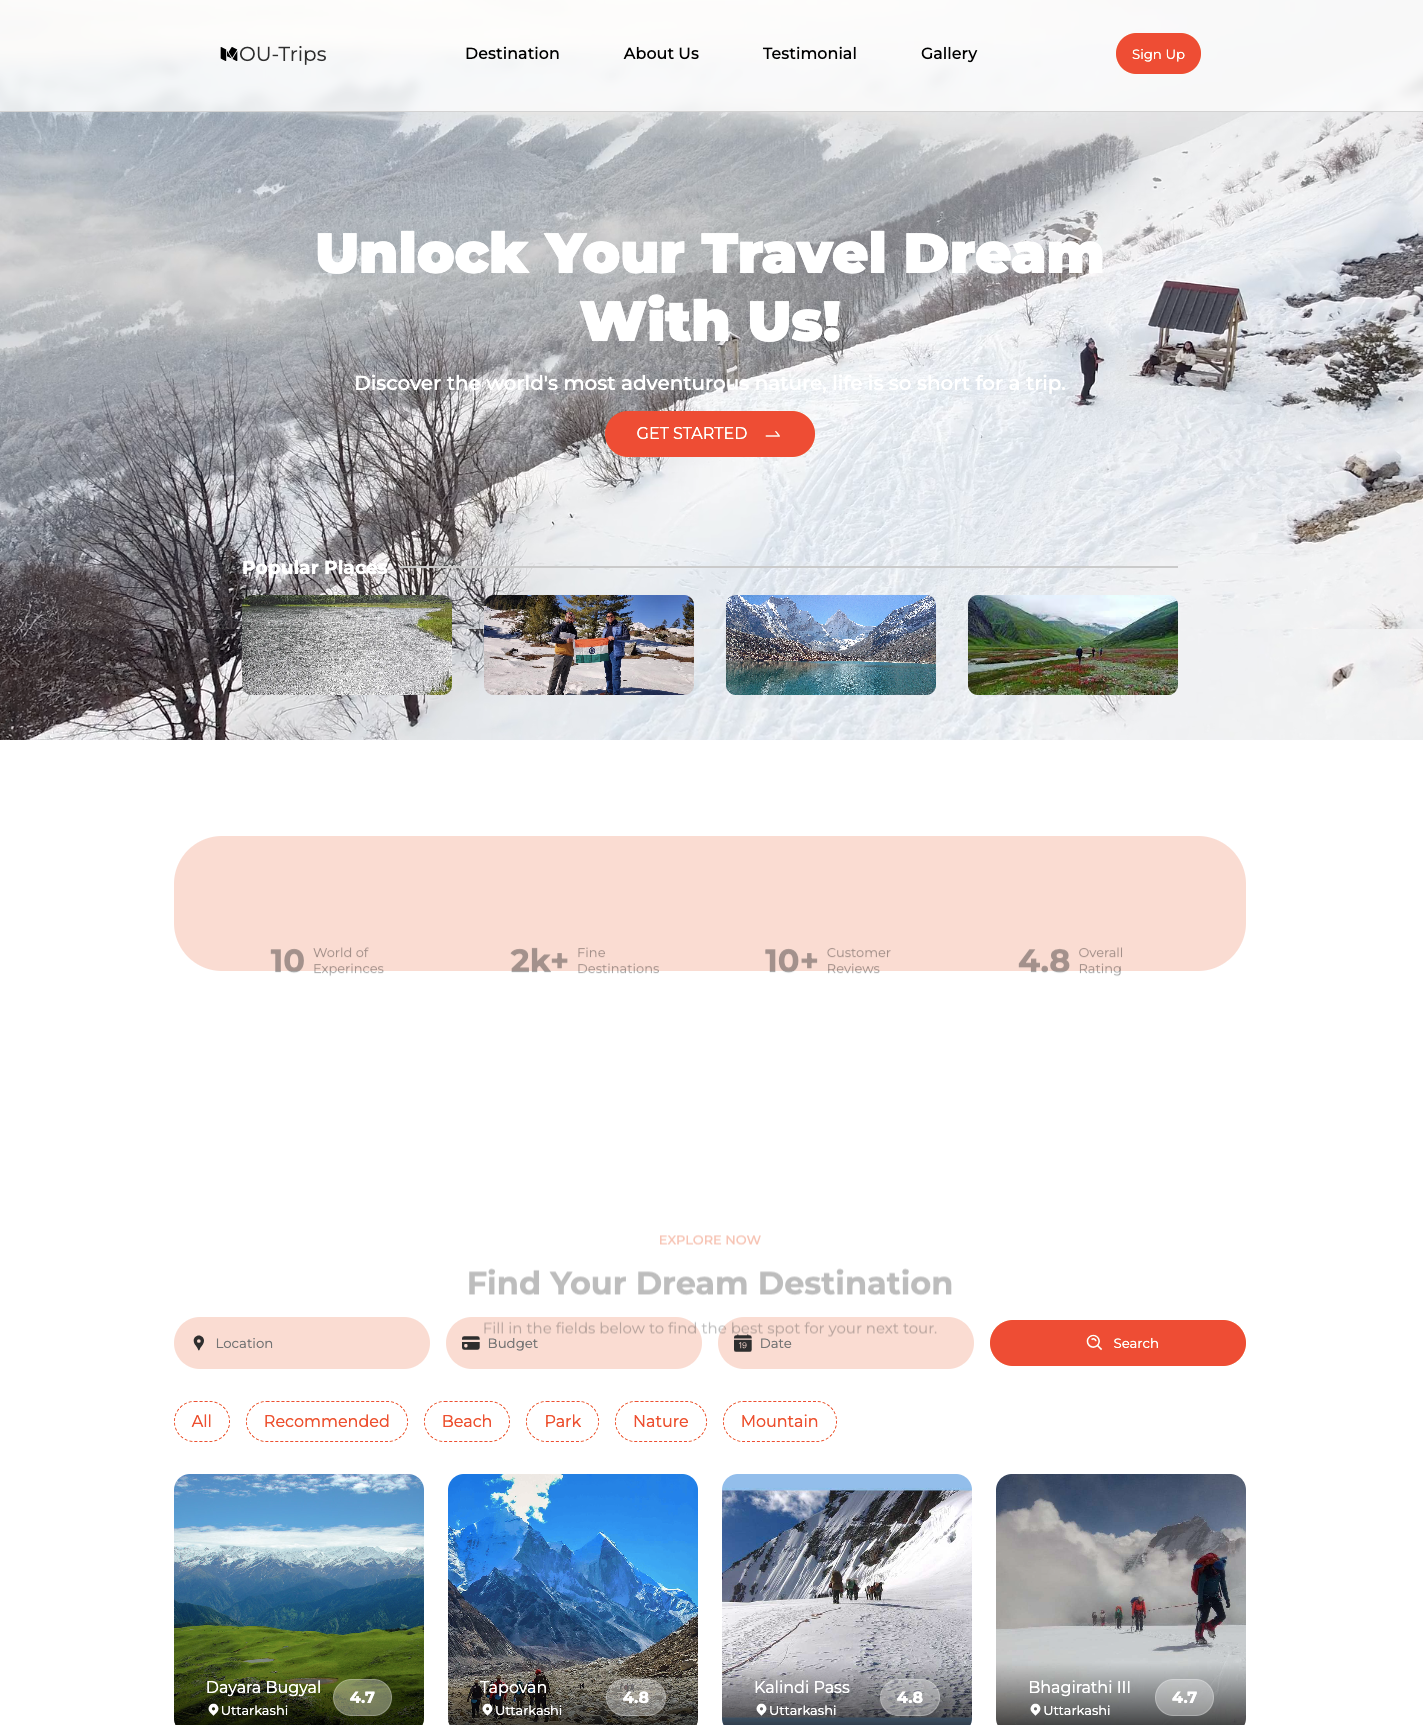 MOU-Trips
Destination
About Us
Testimonial
Gallery
Sign Up
Unlock Your Travel Dream
With Us!
Discover the world's most adventurous nature, life is so short for a trip.
GET STARTED
Popular Places
10
World of
Experinces
2k+
Fine
Destinations
10+
Customer
Reviews
4.8
Overall
Rating
EXPLORE NOW
Find Your Dream Destination
Fill in the fields below to find the best spot for your next tour.
Location
Budget
19
Date
Search
All
Recommended
Beach
Park
Nature
Mountain
Dayara Bugyal
Uttarkashi
4.7
Tapovan
Uttarkashi
4.8
Kalindi Pass
Uttarkashi
4.8
Bhagirathi III
Uttarkashi
4.7